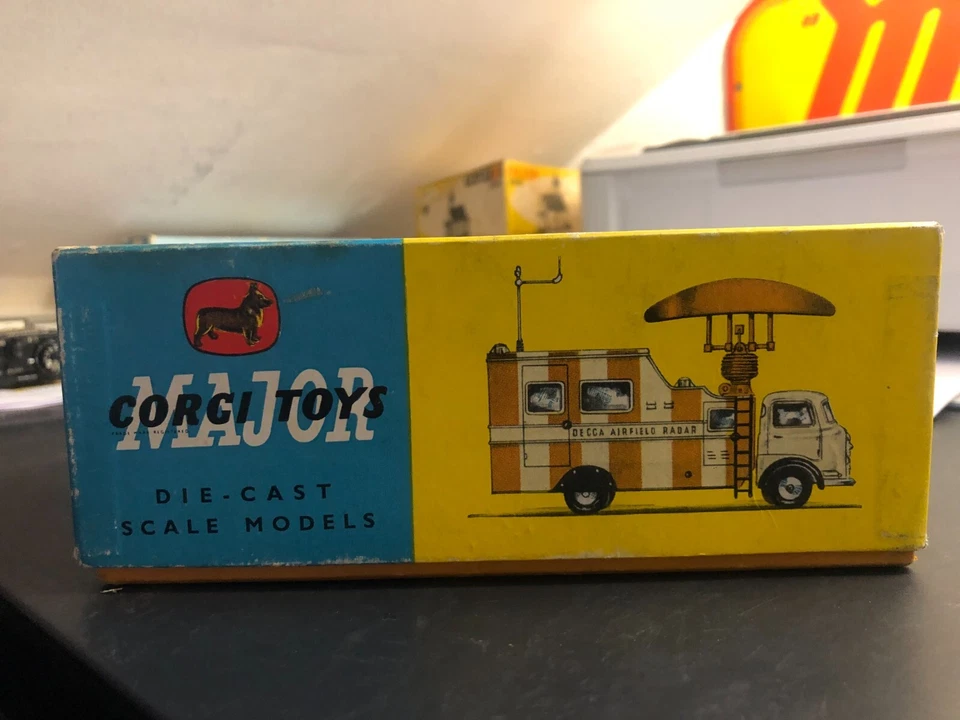 MAJOR
CORGI TOYS
DIE-CAST
SCALE MODELS
DECCA AIRFIELD RADAR